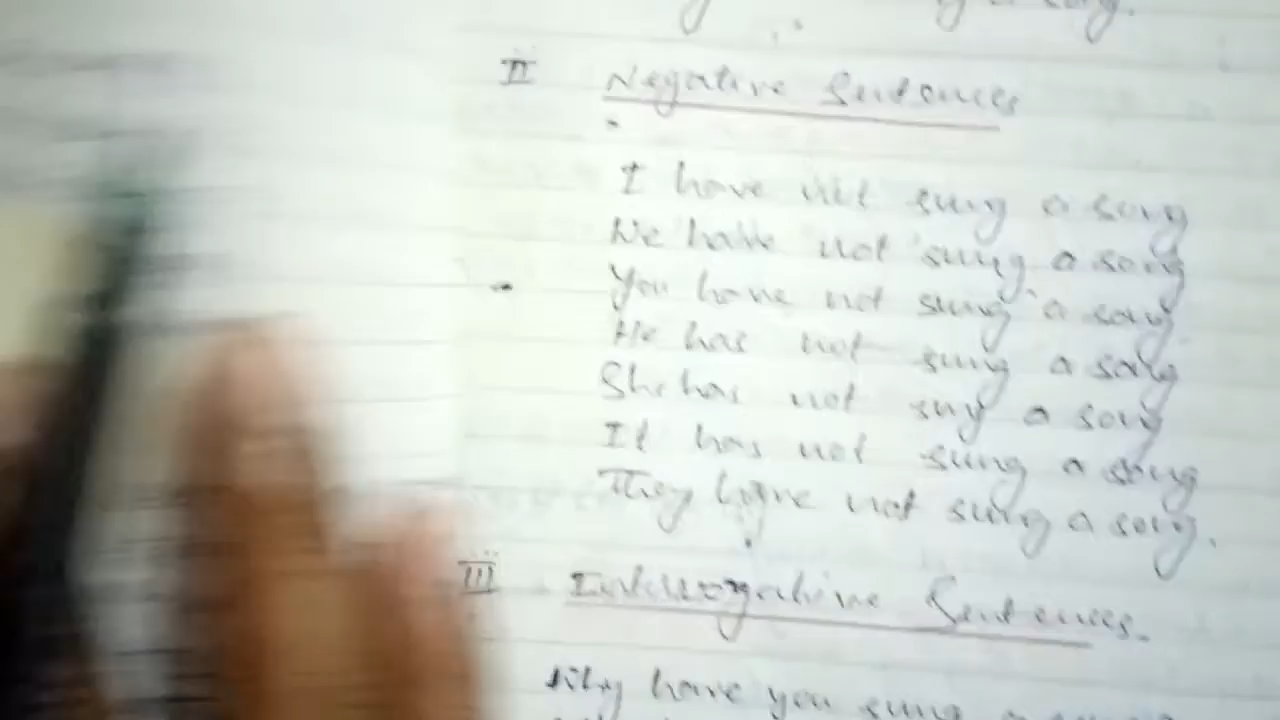 II Negative Sentences
I have not sung a song
We have not sung a song
You have not sung a song
He has not sung a song
She has not sung a song
It has not sung a song
They have not sung a song.
III Interrogative Sentences.
Why have you sung a